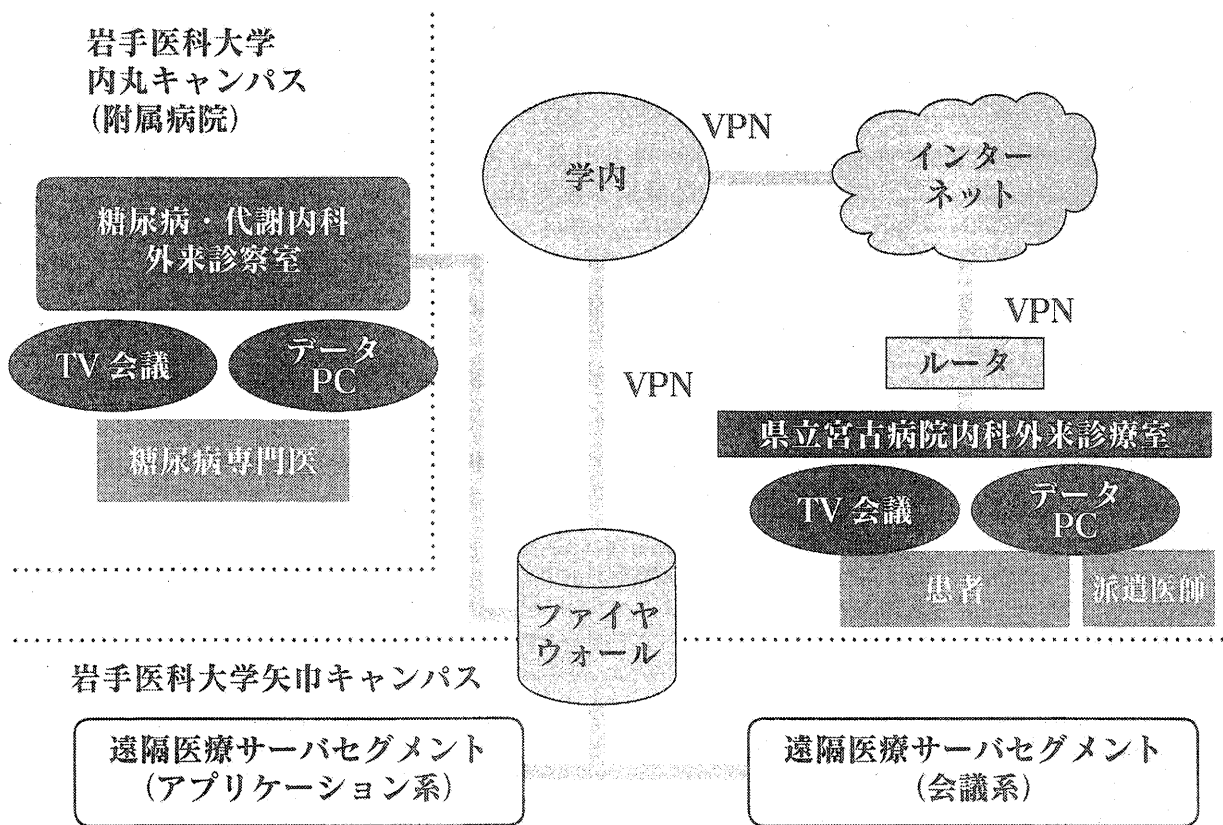 岩手医科大学
内丸キャンパス
(附属病院)
糖尿病・代謝内科
外来診察室
TV 会議
データ
PC
糖尿病専門医
学内
VPN
インター
ネット
VPN
VPN
ルータ
県立宮古病院内科外来診療室
TV 会議
データ
PC
患者
派遣医師
ファイヤ
ウォール
岩手医科大学矢巾キャンパス
遠隔医療サーバセグメント
(アプリケーション系)
遠隔医療サーバセグメント
(会議系)